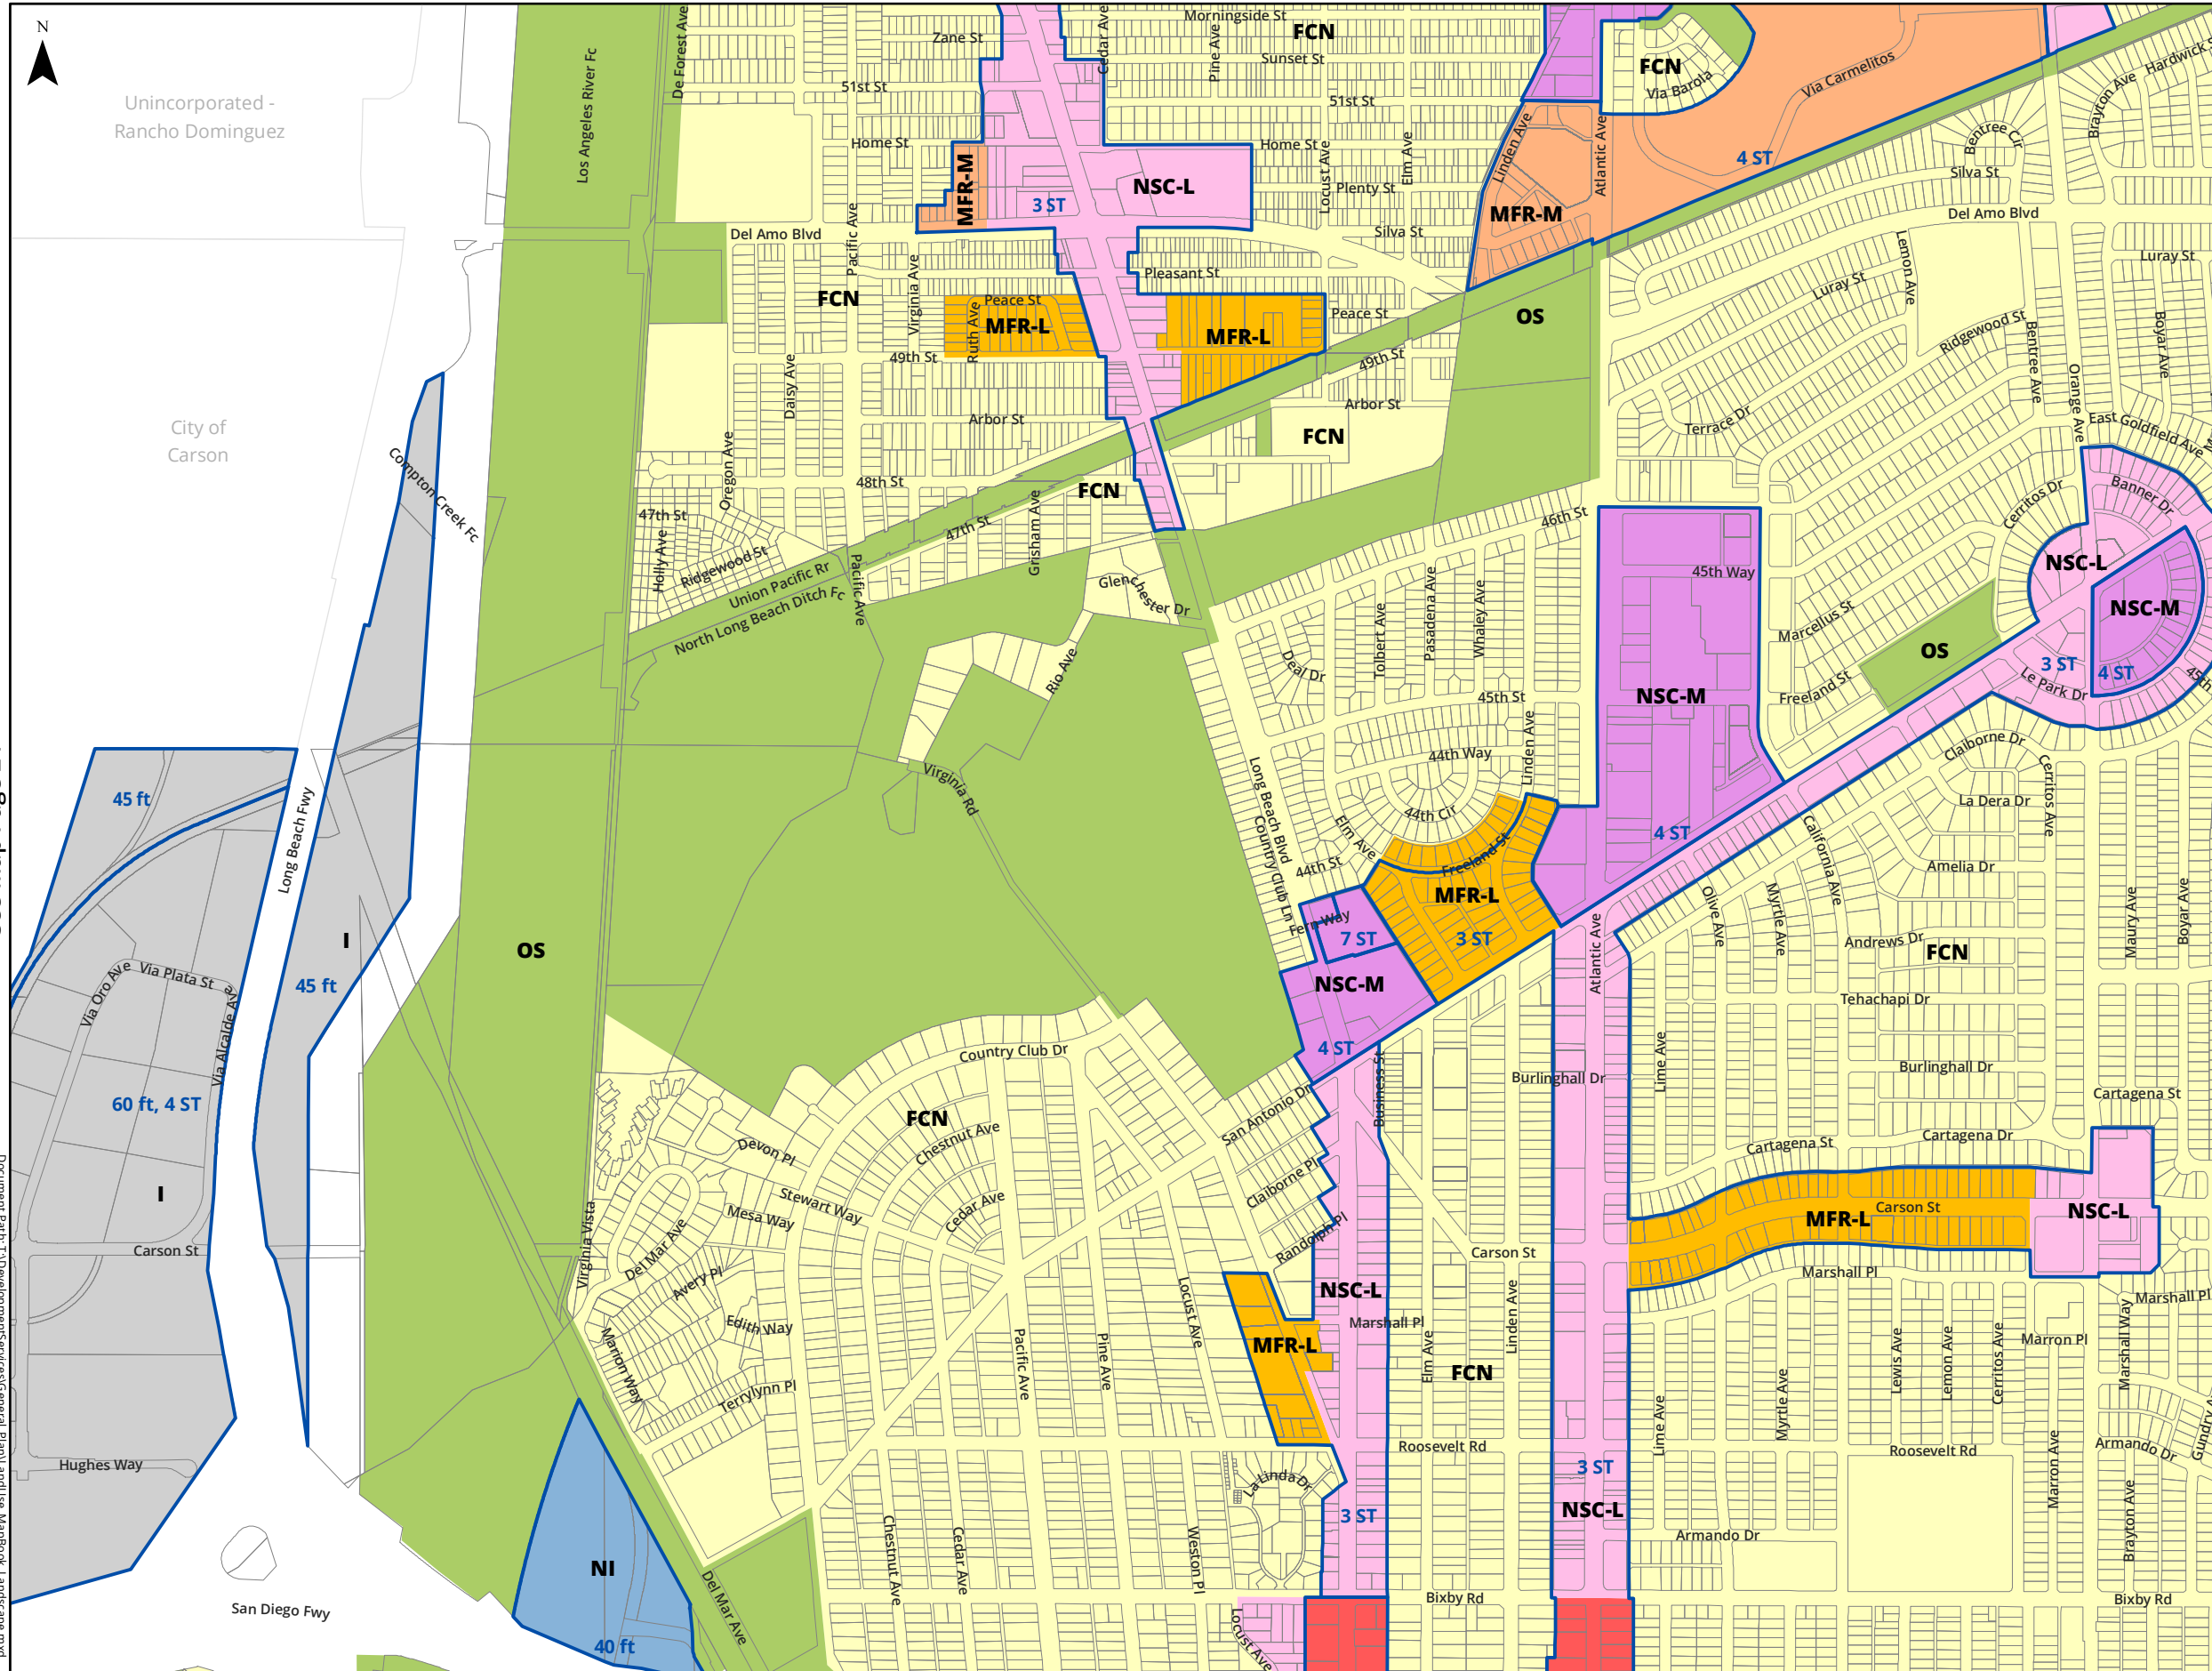 N
Unincorporated -
Rancho Dominguez
City of
Carson
Compton Creek Fc
Los Angeles River Fc
De Forest Ave
Zane St
51st St
Home St
Cedar Ave
Morningside St
Pine Ave
FCN
Sunset St
51st St
Home St
Locust Ave
Elm Ave
Plenty St
Silva St
NSC-L
3 ST
MFR-M
Del Amo Blvd
Pacific Ave
Virginia Ave
FCN
Peace St
Ruth Ave
MFR-L
49th St
Daisy Ave
Arbor St
Oregon Ave
48th St
47th St
Holly Ave
Ridgewood St
Union Pacific Rr
North Long Beach Ditch Fc
Pacific Ave
47th St
Grisham Ave
FCN
Glenchester Dr
Rio Ave
Virginia Rd
Pleasant St
MFR-L
Peace St
49th St
Arbor St
FCN
OS
Linden Ave
MFR-M
Atlantic Ave
FCN
Via Barola
Via Carmelitos
4 ST
Hardwick S
Brayton Ave
Bentree Cir
Silva St
Del Amo Blvd
Lemon Ave
Luray St
Luray St
Ridgewood St
Bentree Ave
Boyar Ave
Orange Ave
Terrace Dr
East Goldfield Ave
Banner Dr
Cerritos Dr
NSC-L
NSC-M
3 ST
4 ST
Le Park Dr
45th
46th St
45th Way
Marcellus St
OS
Freeland St
NSC-M
4 ST
Tolbert Ave
Pasadena Ave
Whaley Ave
Deal Dr
45th St
Linden Ave
44th Way
44th Cir
Elm Ave
Freeland St
44th St
Long Beach Blvd
Country Club Ln
Fern Way
7 ST
MFR-L
3 ST
NSC-M
4 ST
Claiborne Dr
Cerritos Ave
La Dera Dr
Amelia Dr
California Ave
Olive Ave
Myrtle Ave
Andrews Dr
FCN
Maury Ave
Boyar Ave
Tehachapi Dr
Atlantic Ave
Lime Ave
Burlinghall Dr
Burlinghall Dr
Cartagena St
Cartagena St
Cartagena Dr
Carson St
MFR-L
NSC-L
Marshall Pl
Marshall Pl
Marron Pl
Marshall Way
Lewis Ave
Lemon Ave
Cerritos Ave
Myrtle Ave
Lime Ave
Roosevelt Rd
Marron Ave
Armando Dr
Gundry A
Brayton Ave
Armando Dr
Bixby Rd
45 ft
Long Beach Fwy
I
45 ft
OS
Via Oro Ave
Via Plata St
Via Alcalde Ave
60 ft, 4 ST
I
Carson St
Hughes Way
San Diego Fwy
NI
40 ft
Del Mar Ave
Country Club Dr
FCN
Chestnut Ave
Devon Pl
Stewart Way
Mesa Way
Cedar Ave
Virginia Vista
Del Mar Ave
Avery Pl
Edith Way
Marion Way
Terrylynn Pl
Pacific Ave
Pine Ave
Locust Ave
San Antonio Dr
Claiborne Pl
Randolph Pl
Business St
NSC-L
Marshall Pl
MFR-L
Carson St
Elm Ave
Linden Ave
FCN
Roosevelt Rd
La Linda Dr
3 ST
3 ST
NSC-L
Chestnut Ave
Cedar Ave
Weston Pl
Locust Ave
Bixby Rd